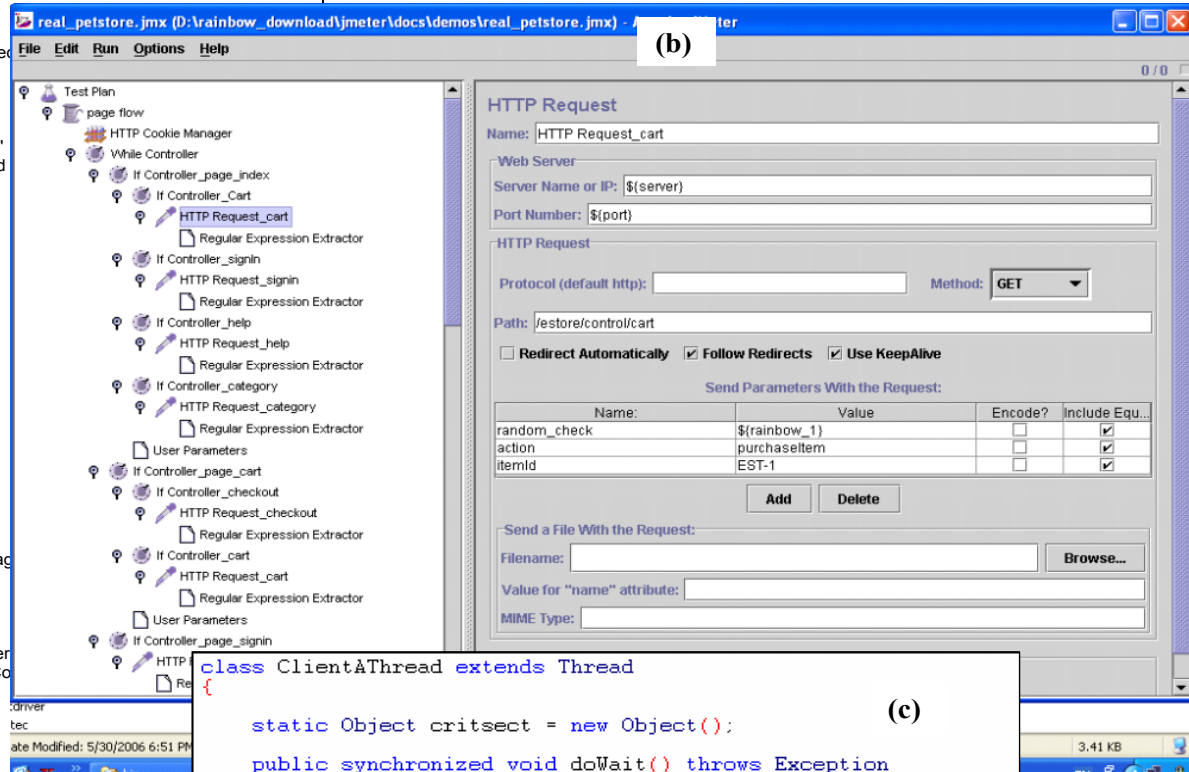 real_petstore.jmx (D:\rainbow_download\jmeter\docs\demos\real_petstore.jmx) -
(b)
File Edit Run Options Help
0 / 0
Test Plan
page flow
HTTP Cookie Manager
While Controller
If Controller_page_index
If Controller_Cart
HTTP Request_cart
Regular Expression Extractor
If Controller_signIn
HTTP Request_signin
Regular Expression Extractor
If Controller_help
HTTP Request_help
Regular Expression Extractor
If Controller_category
HTTP Request_category
Regular Expression Extractor
User Parameters
If Controller_page_cart
If Controller_checkout
HTTP Request_checkout
Regular Expression Extractor
If Controller_cart
HTTP Request_cart
Regular Expression Extractor
User Parameters
If Controller_page_signin
HTTP
Re
HTTP Request
Name: HTTP Request_cart
Web Server
Server Name or IP: ${server}
Port Number: ${port}
HTTP Request
Protocol (default http): Method: GET
Path: /estore/control/cart
Redirect Automatically Follow Redirects Use KeepAlive
Send Parameters With the Request:
Name: Value Encode? Include Equ...
random_check ${rainbow_1}
action purchaseItem
itemId EST-1
Add Delete
Send a File With the Request:
Filename: Browse...
Value for "name" attribute:
MIME Type:
class ClientAThread extends Thread
{
(c)
static Object critsect = new Object();
public synchronized void doWait() throws Exception
driver
tec
ate Modified: 5/30/2006 6:51 PM
3.41 KB